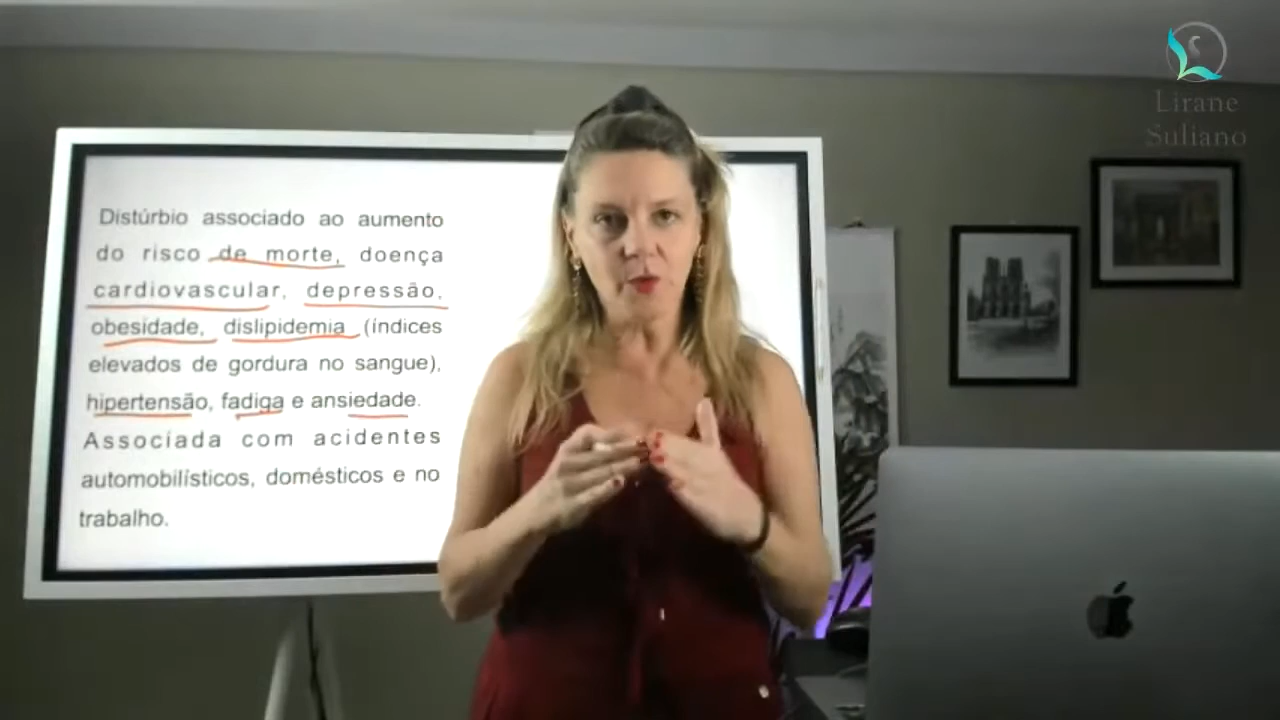 Distúrbio associado ao aumento
do risco de morte, doença
cardiovascular, depressão,
obesidade, dislipidemia (índices
elevados de gordura no sangue),
hipertensão, fadiga e ansiedade.
Associada com acidentes
automobilísticos, domésticos e no
trabalho.
Lirane
Suliano